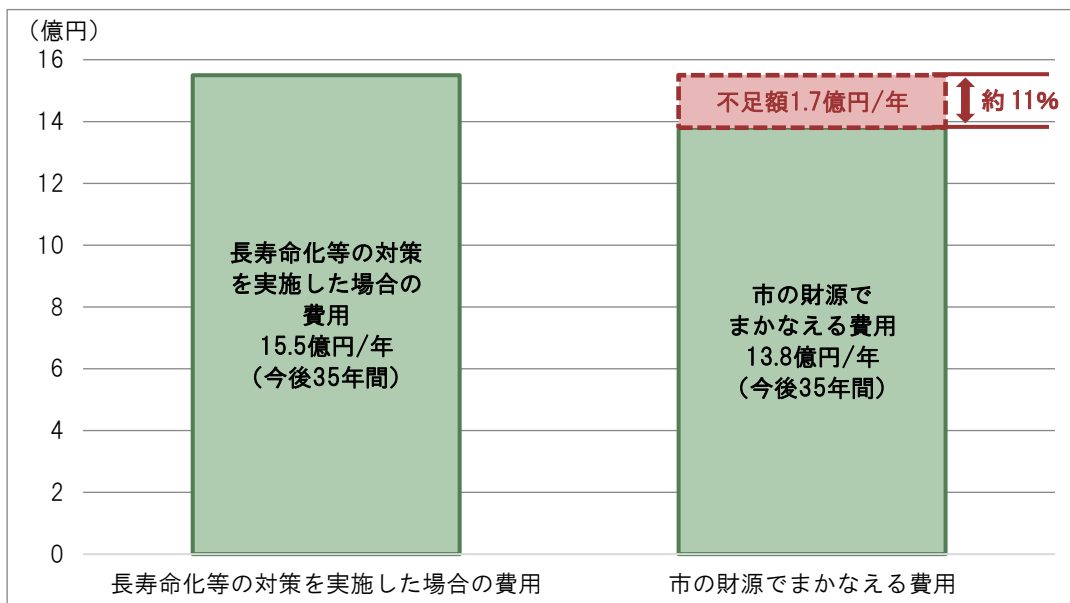 （億円）
16
14
12
10
8
6
4
2
0
長寿命化等の対策
を実施した場合の
費用
15.5億円/年
（今後35年間）
不足額1.7億円/年
約 11%
市の財源で
まかなえる費用
13.8億円/年
（今後35年間）
長寿命化等の対策を実施した場合の費用
市の財源でまかなえる費用